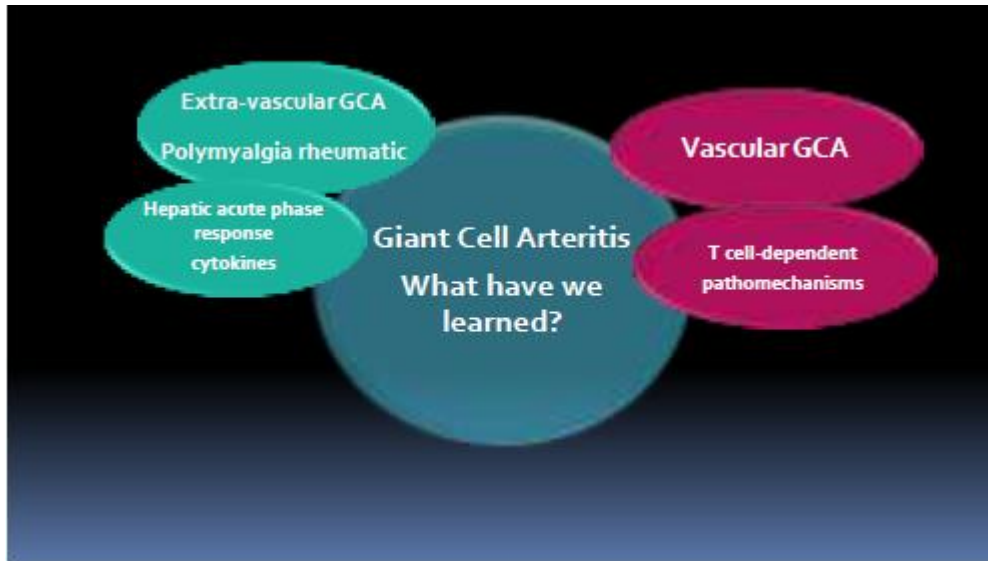 Extra-vascular GCA
Polymyalgia rheumatic
Hepatic acute phase
response
cytokines
Giant Cell Arteritis
What have we
learned?
Vascular GCA
T cell-dependent
pathomechanisms